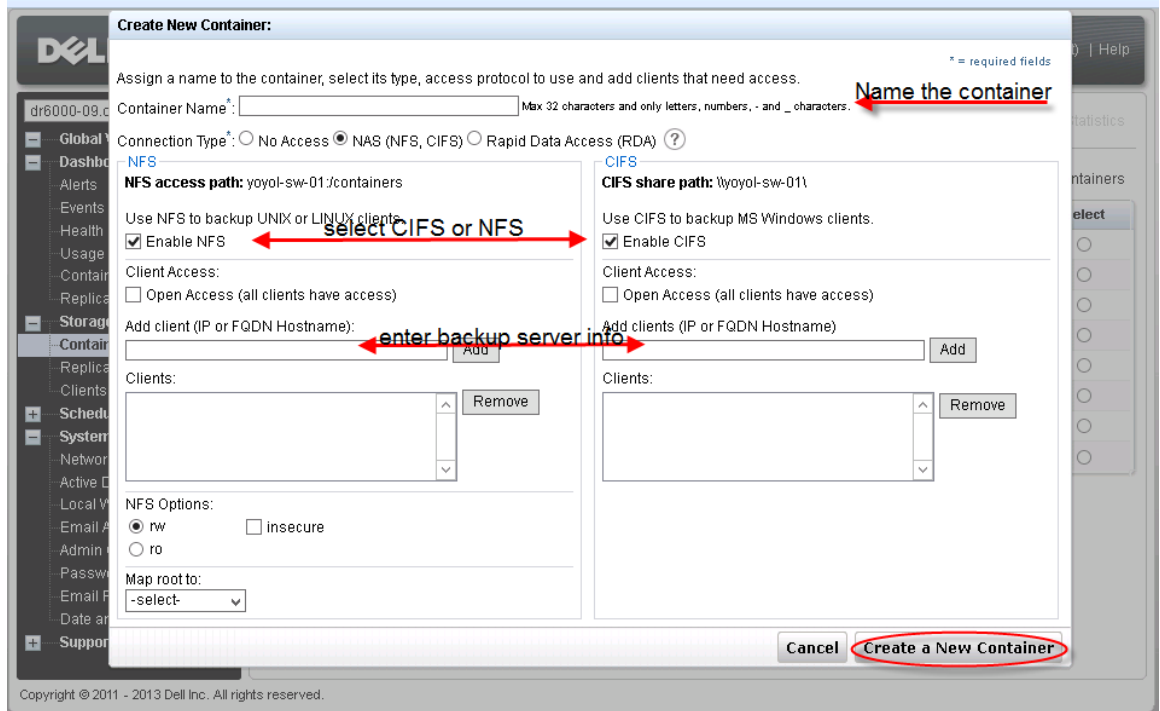 Create New Container:
DELL
) | Help
* = required fields
Assign a name to the container, select its type, access protocol to use and add clients that need access.
Name the container
Container Name*:
Max 32 characters and only letters, numbers, - and _ characters.
dr6000-09.
Statistics
Connection Type*: No Access NAS (NFS, CIFS) Rapid Data Access (RDA) ?
Global
Dashbo
Alerts
Events
Health
Usage
Contain
Replica
Storage
Contain
Replica
Clients
Schedu
System
Networ
Active D
Local W
Email A
Admin
Passwo
Email R
Date an
Support
NFS
NFS access path: yoyol-sw-01:/containers
Use NFS to backup UNIX or LINUX clients.
select CIFS or NFS
Enable NFS
Client Access:
Open Access (all clients have access)
Add client (IP or FQDN Hostname):
enter backup server info
Add
Clients:
Remove
NFS Options:
rw
insecure
ro
Map root to:
-select-
CIFS
CIFS share path: \\yoyol-sw-01\
Use CIFS to backup MS Windows clients.
Enable CIFS
Client Access:
Open Access (all clients have access)
Add clients (IP or FQDN Hostname)
Add
Clients:
Remove
ntainers
elect
Cancel
Create a New Container
Copyright © 2011 - 2013 Dell Inc. All rights reserved.